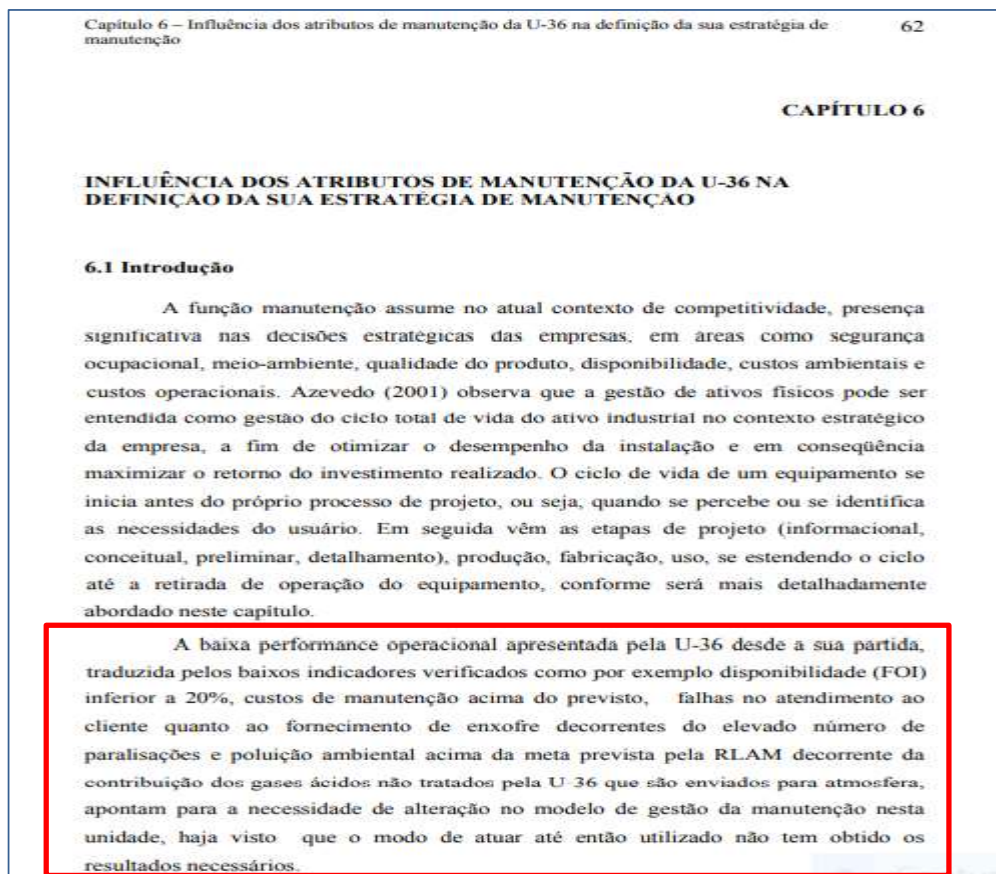 Capítulo 6 – Influência dos atributos de manutenção da U-36 na definição da sua estratégia de 62
manutenção
CAPÍTULO 6
INFLUÊNCIA DOS ATRIBUTOS DE MANUTENÇÃO DA U-36 NA
DEFINIÇÃO DA SUA ESTRATÉGIA DE MANUTENÇÃO
6.1 Introdução
A função manutenção assume no atual contexto de competitividade, presença
significativa nas decisões estratégicas das empresas, em áreas como segurança
ocupacional, meio-ambiente, qualidade do produto, disponibilidade, custos ambientais e
custos operacionais. Azevedo (2001) observa que a gestão de ativos físicos pode ser
entendida como gestão do ciclo total de vida do ativo industrial no contexto estratégico
da empresa, a fim de otimizar o desempenho da instalação e em conseqüência
maximizar o retorno do investimento realizado. O ciclo de vida de um equipamento se
inicia antes do próprio processo de projeto, ou seja, quando se percebe ou se identifica
as necessidades do usuário. Em seguida vêm as etapas de projeto (informacional,
conceitual, preliminar, detalhamento), produção, fabricação, uso, se estendendo o ciclo
até a retirada de operação do equipamento, conforme será mais detalhadamente
abordado neste capítulo.
A baixa performance operacional apresentada pela U-36 desde a sua partida,
traduzida pelos baixos indicadores verificados como por exemplo disponibilidade (FOI)
inferior a 20%, custos de manutenção acima do previsto, falhas no atendimento ao
cliente quanto ao fornecimento de enxofre decorrentes do elevado número de
paralisações e poluição ambiental acima da meta prevista pela RLAM decorrente da
contribuição dos gases ácidos não tratados pela U-36 que são enviados para atmosfera,
apontam para a necessidade de alteração no modelo de gestão da manutenção nesta
unidade, haja visto que o modo de atuar até então utilizado não tem obtido os
resultados necessários.